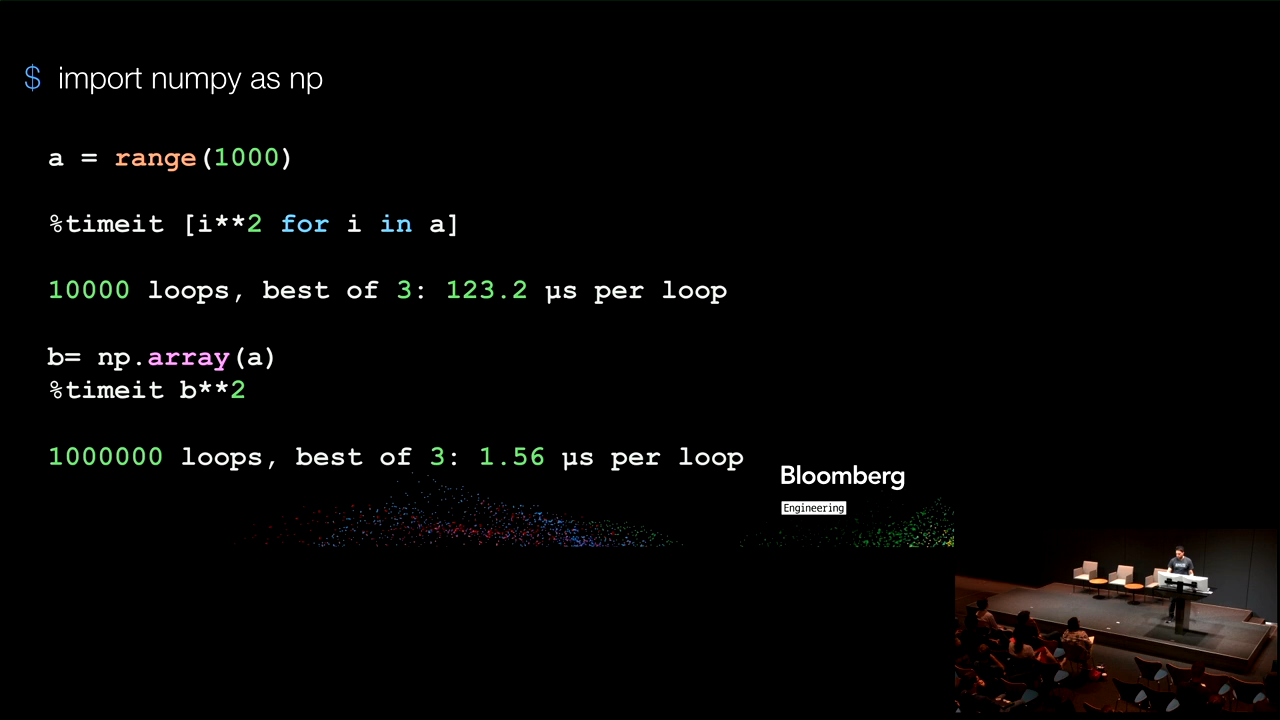 $ import numpy as np
a = range(1000)
%timeit [i**2 for i in a]
10000 loops, best of 3: 123.2 µs per loop
b= np.array(a)
%timeit b**2
1000000 loops, best of 3: 1.56 µs per loop
Bloomberg
Engineering